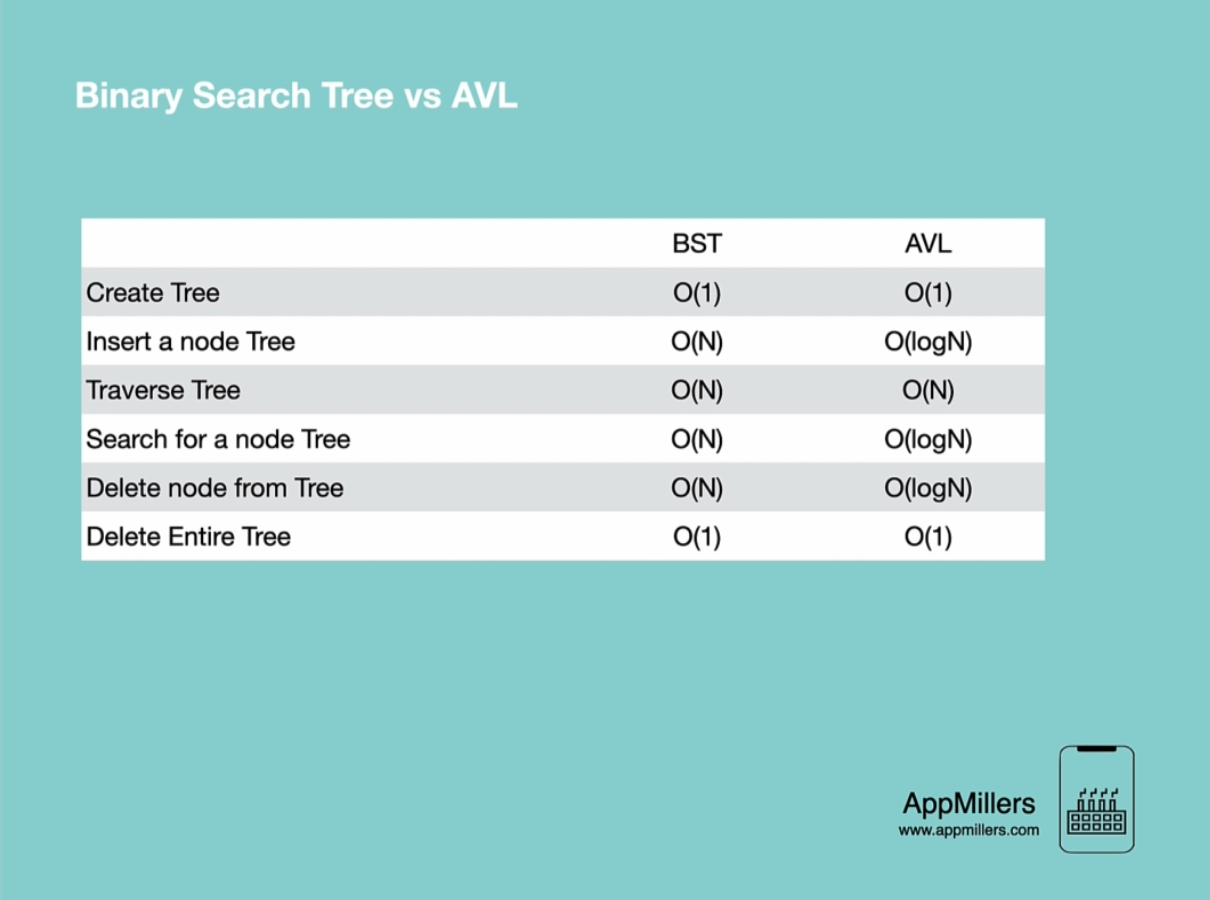 Binary Search Tree vs AVL
BST AVL
Create Tree O(1) O(1)
Insert a node Tree O(N) O(logN)
Traverse Tree O(N) O(N)
Search for a node Tree O(N) O(logN)
Delete node from Tree O(N) O(logN)
Delete Entire Tree O(1) O(1)
AppMillers
www.appmillers.com